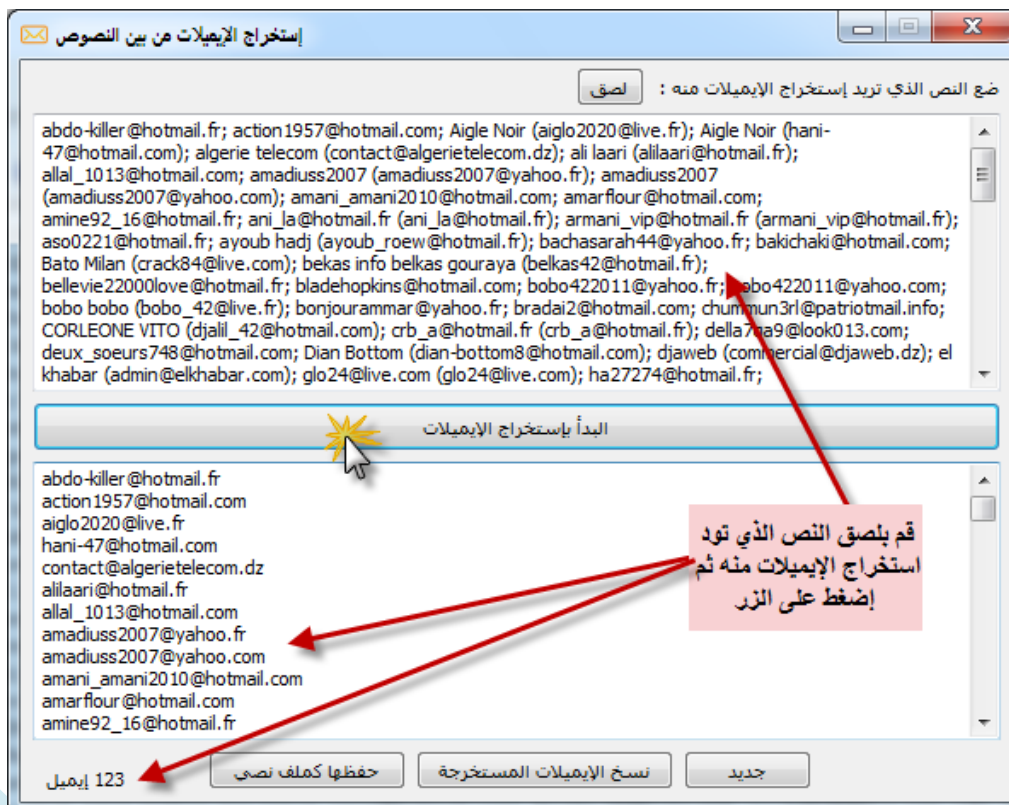 إستخراج الإيميلات من بين النصوص
ضع النص الذي تريد إستخراج الإيميلات منه :
لصق
abdo-killer@hotmail.fr; action1957@hotmail.com; Aigle Noir (aiglo2020@live.fr); Aigle Noir (hani-
47@hotmail.com); algerie telecom (contact@algerietelecom.dz); ali laari (alilaari@hotmail.fr);
allal_1013@hotmail.com; amadiuss2007 (amadiuss2007@yahoo.fr); amadiuss2007
(amadiuss2007@yahoo.com); amani_amani2010@hotmail.com; amarflour@hotmail.com;
amine92_16@hotmail.fr; ani_la@hotmail.fr (ani_la@hotmail.fr); armani_vip@hotmail.fr (armani_vip@hotmail.fr);
aso0221@hotmail.fr; ayoub hadj (ayoub_roew@hotmail.fr); bachasarah44@yahoo.fr; bakichaki@hotmail.com;
Bato Milan (crack84@live.com); bekas info belkas gouraya (belkas42@hotmail.fr);
bellevie22000love@hotmail.fr; bladehopkins@hotmail.com; bobo422011@yahoo.fr; bobo422011@yahoo.com;
bobo bobo (bobo_42@live.fr); bonjourammar@yahoo.fr; bradai2@hotmail.com; chummun3rl@patriotmail.info;
CORLEONE VITO (djalil_42@hotmail.com); crb_a@hotmail.fr (crb_a@hotmail.fr);
deux_soeurs748@hotmail.com; Dian Bottom (dian-bottom8@hotmail.com); djaweb (commercial@djaweb.dz); el
khabar (admin@elkhabar.com); glo24@live.com (glo24@live.com); ha27274@hotmail.fr;
البدأ بإستخراج الإيميلات
abdo-killer@hotmail.fr
action1957@hotmail.com
aiglo2020@live.fr
hani-47@hotmail.com
contact@algerietelecom.dz
alilaari@hotmail.fr
allal_1013@hotmail.com
amadiuss2007@yahoo.fr
amadiuss2007@yahoo.com
amani_amani2010@hotmail.com
amarflour@hotmail.com
amine92_16@hotmail.fr
قم بلصق النص الذي تود
استخراج الإيميلات منه ثم
إضغط على الزر
جديد
نسخ الإيميلات المستخرجة
حفظها كملف نصي
123 إيميل